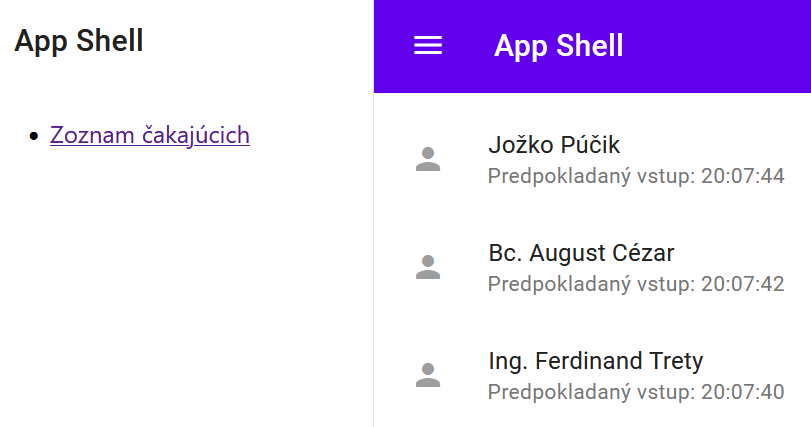 App Shell
Zoznam čakajúcich
App Shell
Jožko Púčik
Predpokladaný vstup: 20:07:44
Bc. August Cézar
Predpokladaný vstup: 20:07:42
Ing. Ferdinand Trety
Predpokladaný vstup: 20:07:40